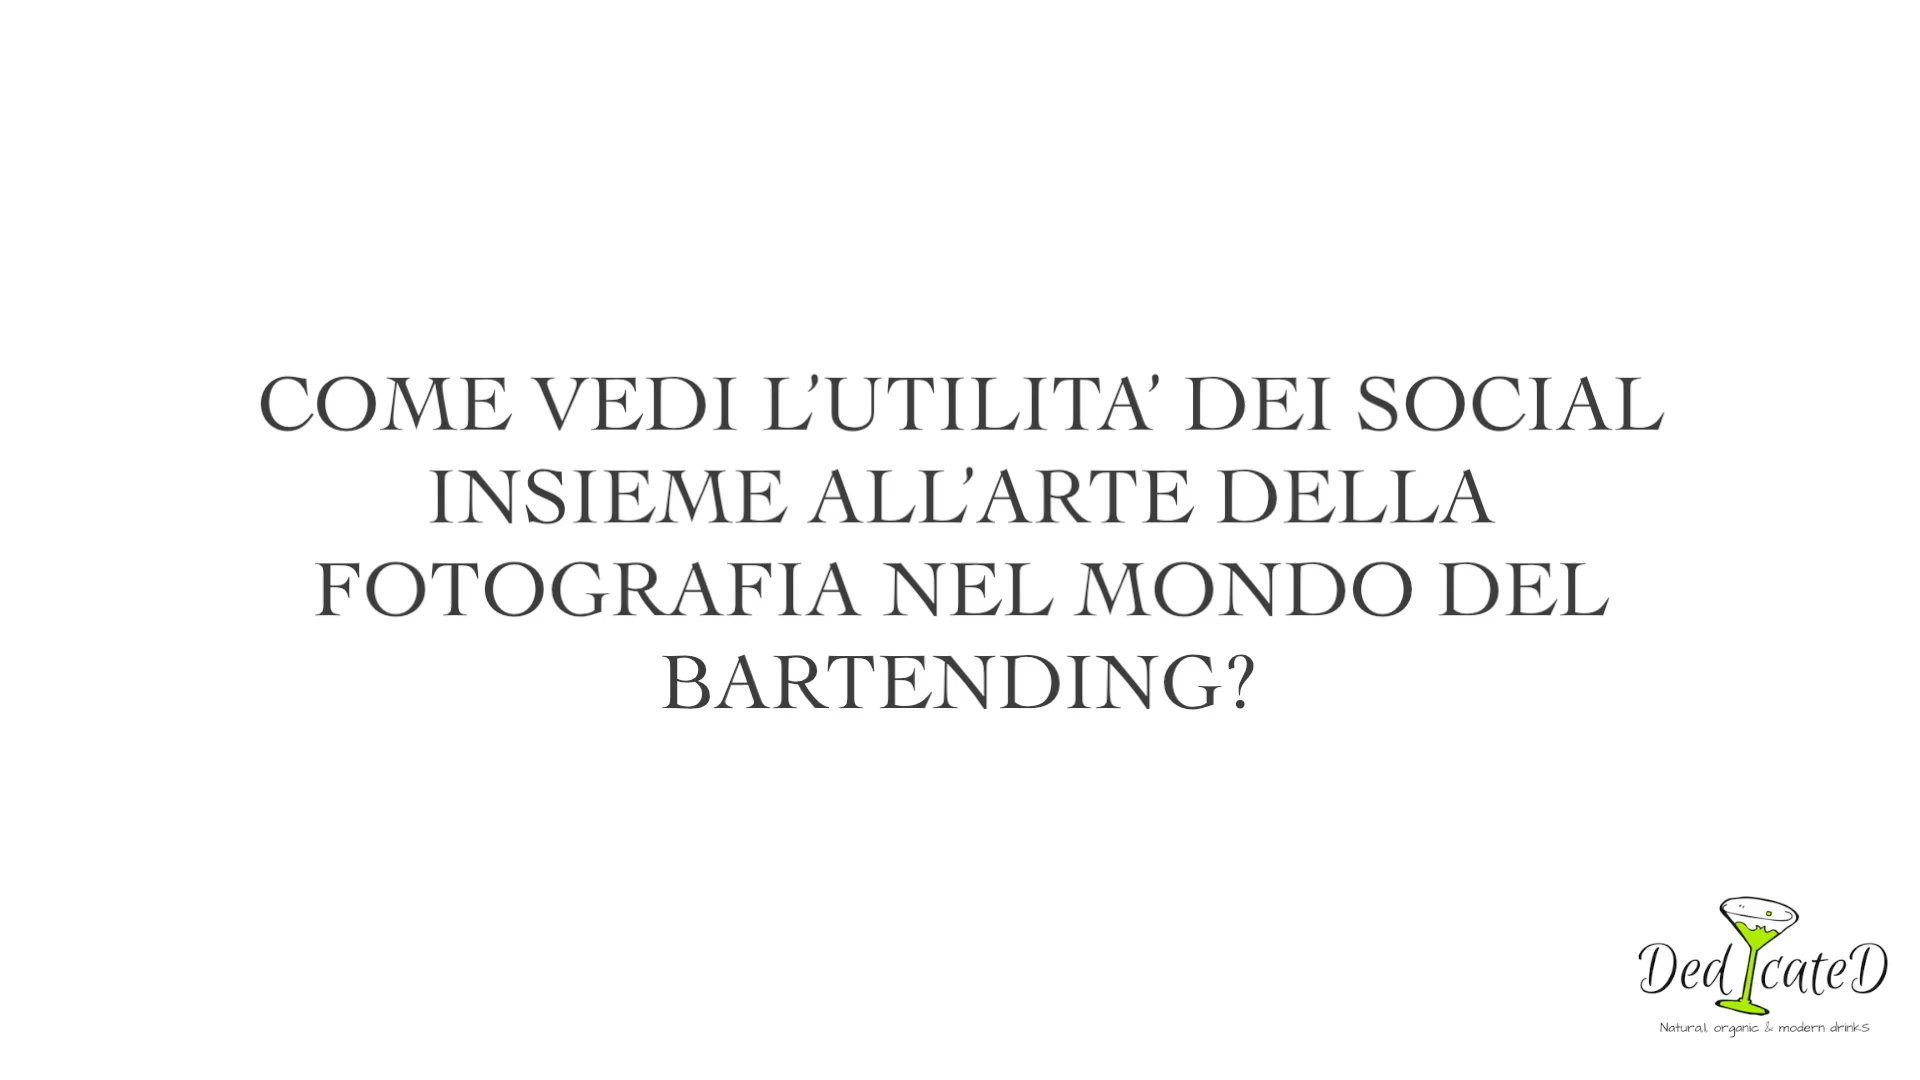 COME VEDI L’UTILITA’ DEI SOCIAL
INSIEME ALL’ARTE DELLA
FOTOGRAFIA NEL MONDO DEL
BARTENDING?
DedicateD
Natural, organic & modern drinks